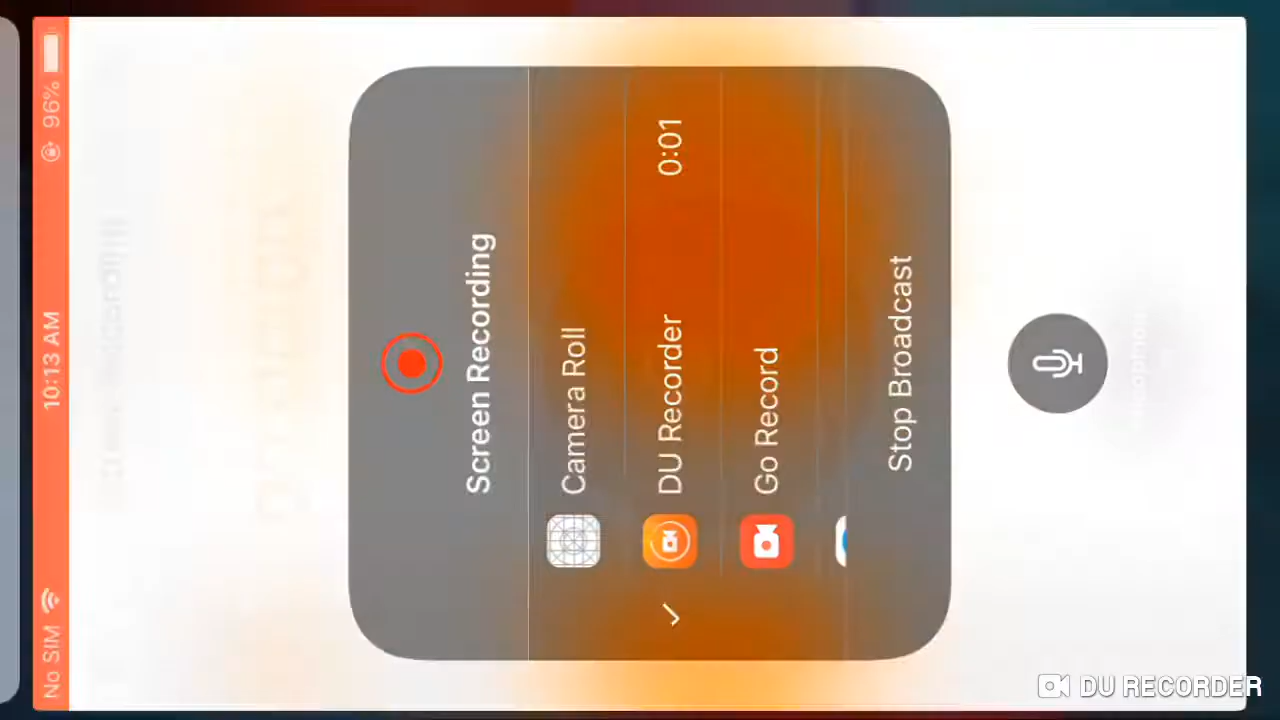 No SIM 10:13 AM 96%
Screen Recording
Camera Roll
DU Recorder 0:01
Go Record
Stop Broadcast
DU RECORDER